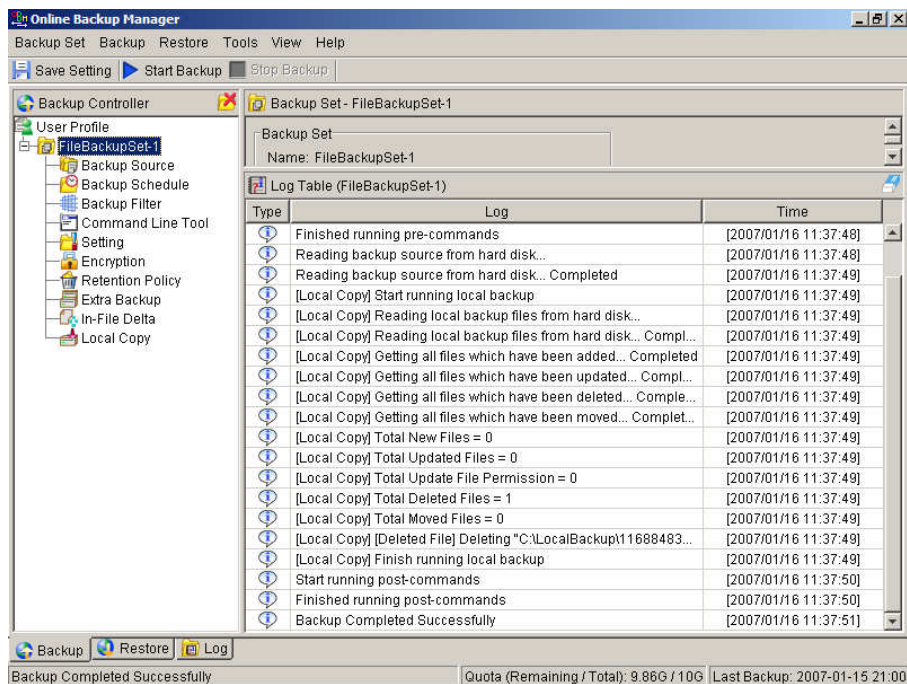 Online Backup Manager
Backup Set Backup Restore Tools View Help
Save Setting Start Backup Stop Backup
Backup Controller
User Profile
FileBackupSet-1
Backup Source
Backup Schedule
Backup Filter
Command Line Tool
Setting
Encryption
Retention Policy
Extra Backup
In-File Delta
Local Copy
Backup Set - FileBackupSet-1
Backup Set
Name: FileBackupSet-1
Log Table (FileBackupSet-1)
Type Log Time
Finished running pre-commands [2007/01/16 11:37:48]
Reading backup source from hard disk... [2007/01/16 11:37:48]
Reading backup source from hard disk... Completed [2007/01/16 11:37:49]
[Local Copy] Start running local backup [2007/01/16 11:37:49]
[Local Copy] Reading local backup files from hard disk... [2007/01/16 11:37:49]
[Local Copy] Reading local backup files from hard disk... Compl... [2007/01/16 11:37:49]
[Local Copy] Getting all files which have been added... Completed [2007/01/16 11:37:49]
[Local Copy] Getting all files which have been updated... Compl... [2007/01/16 11:37:49]
[Local Copy] Getting all files which have been deleted... Comple... [2007/01/16 11:37:49]
[Local Copy] Getting all files which have been moved... Complet... [2007/01/16 11:37:49]
[Local Copy] Total New Files = 0 [2007/01/16 11:37:49]
[Local Copy] Total Updated Files = 0 [2007/01/16 11:37:49]
[Local Copy] Total Update File Permission = 0 [2007/01/16 11:37:49]
[Local Copy] Total Deleted Files = 1 [2007/01/16 11:37:49]
[Local Copy] Total Moved Files = 0 [2007/01/16 11:37:49]
[Local Copy] [Deleted File] Deleting "C:\LocalBackup\11688483... [2007/01/16 11:37:49]
[Local Copy] Finish running local backup [2007/01/16 11:37:49]
Start running post-commands [2007/01/16 11:37:50]
Finished running post-commands [2007/01/16 11:37:50]
Backup Completed Successfully [2007/01/16 11:37:51]
Backup Restore Log
Backup Completed Successfully Quota (Remaining / Total): 9.86G / 10G Last Backup: 2007-01-15 21:00